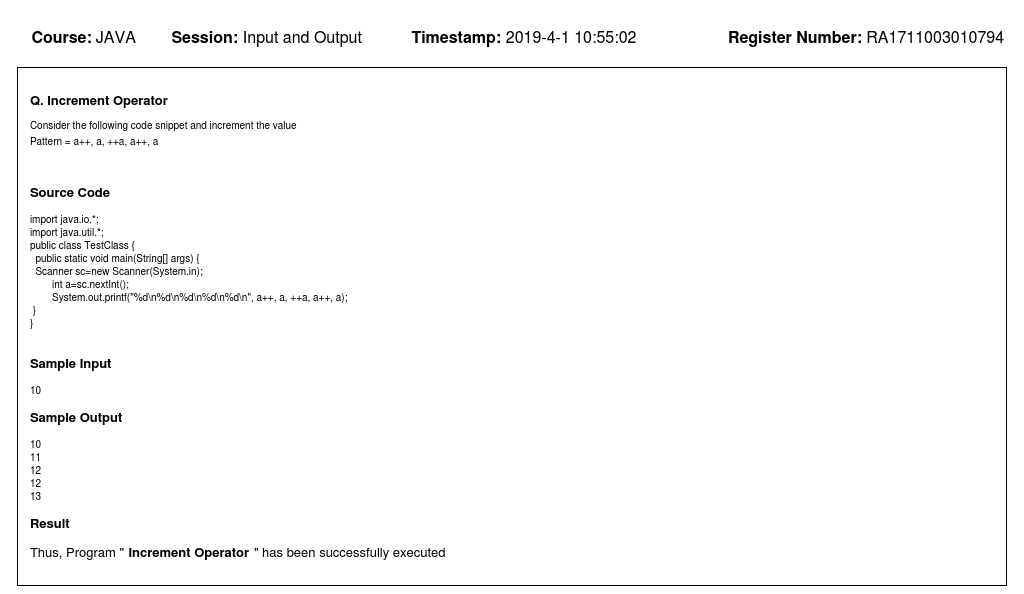 Course: JAVA Session: Input and Output Timestamp: 2019-4-1 10:55:02 Register Number: RA1711003010794
Q. Increment Operator
Consider the following code snippet and increment the value
Pattern = a++, a, ++a, a++, a
Source Code
import java.io.*;
import java.util.*;
public class TestClass {
public static void main(String[] args) {
Scanner sc=new Scanner(System.in);
int a=sc.nextInt();
System.out.printf("%d\n%d\n%d\n%d\n%d\n", a++, a, ++a, a++, a);
}
}
Sample Input
10
Sample Output
10
11
12
12
13
Result
Thus, Program " Increment Operator " has been successfully executed